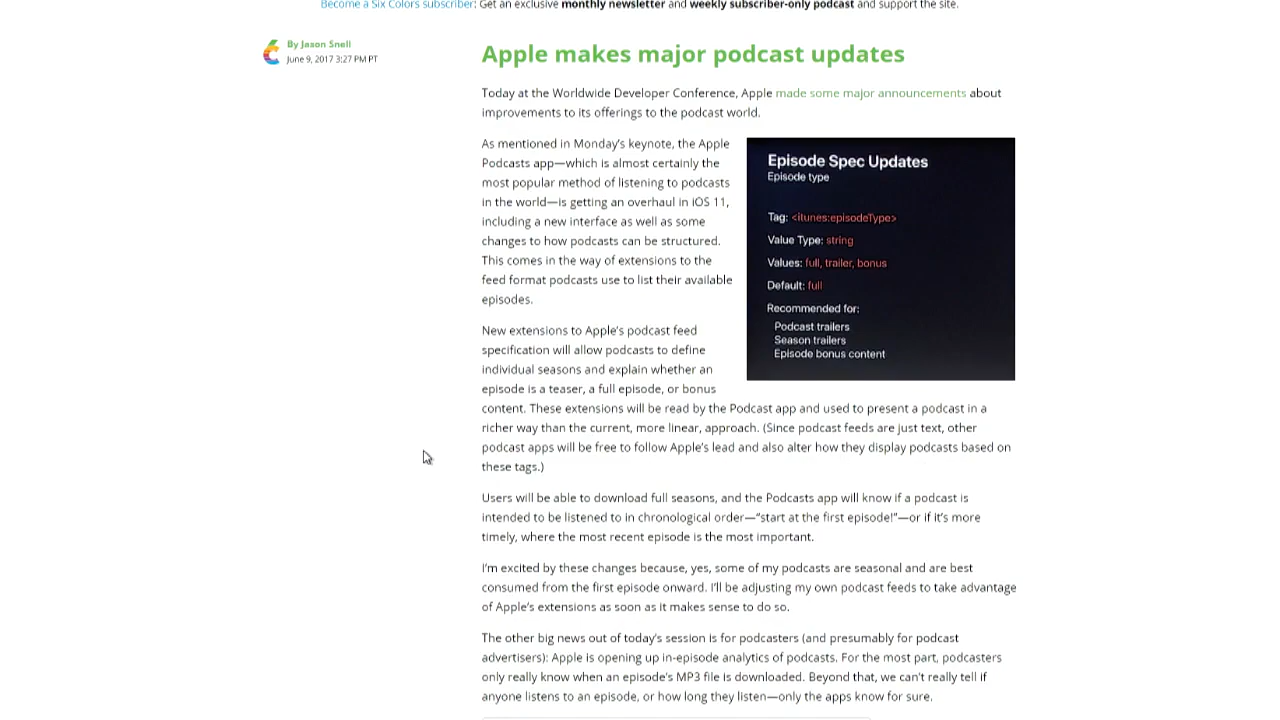 Become a Six Colors subscriber: Get an exclusive monthly newsletter and weekly subscriber-only podcast and support the site.
By Jason Snell
June 9, 2017 3:27 PM PT
Apple makes major podcast updates
Today at the Worldwide Developer Conference, Apple made some major announcements about
improvements to its offerings to the podcast world.
As mentioned in Monday's keynote, the Apple
Podcasts app—which is almost certainly the
most popular method of listening to podcasts
in the world—is getting an overhaul in iOS 11,
including a new interface as well as some
changes to how podcasts can be structured.
This comes in the way of extensions to the
feed format podcasts use to list their available
episodes.
Episode Spec Updates
Episode type
Tag: <itunes:episodeType>
Value Type: string
Values: full, trailer, bonus
Default: full
Recommended for:
Podcast trailers
Season trailers
Episode bonus content
New extensions to Apple's podcast feed
specification will allow podcasts to define
individual seasons and explain whether an
episode is a teaser, a full episode, or bonus
content. These extensions will be read by the Podcast app and used to present a podcast in a
richer way than the current, more linear, approach. (Since podcast feeds are just text, other
podcast apps will be free to follow Apple's lead and also alter how they display podcasts based on
these tags.)
Users will be able to download full seasons, and the Podcasts app will know if a podcast is
intended to be listened to in chronological order—"start at the first episode!"—or if it's more
timely, where the most recent episode is the most important.
I'm excited by these changes because, yes, some of my podcasts are seasonal and are best
consumed from the first episode onward. I'll be adjusting my own podcast feeds to take advantage
of Apple's extensions as soon as it makes sense to do so.
The other big news out of today's session is for podcasters (and presumably for podcast
advertisers): Apple is opening up in-episode analytics of podcasts. For the most part, podcasters
only really know when an episode's MP3 file is downloaded. Beyond that, we can't really tell if
anyone listens to an episode, or how long they listen—only the apps know for sure.